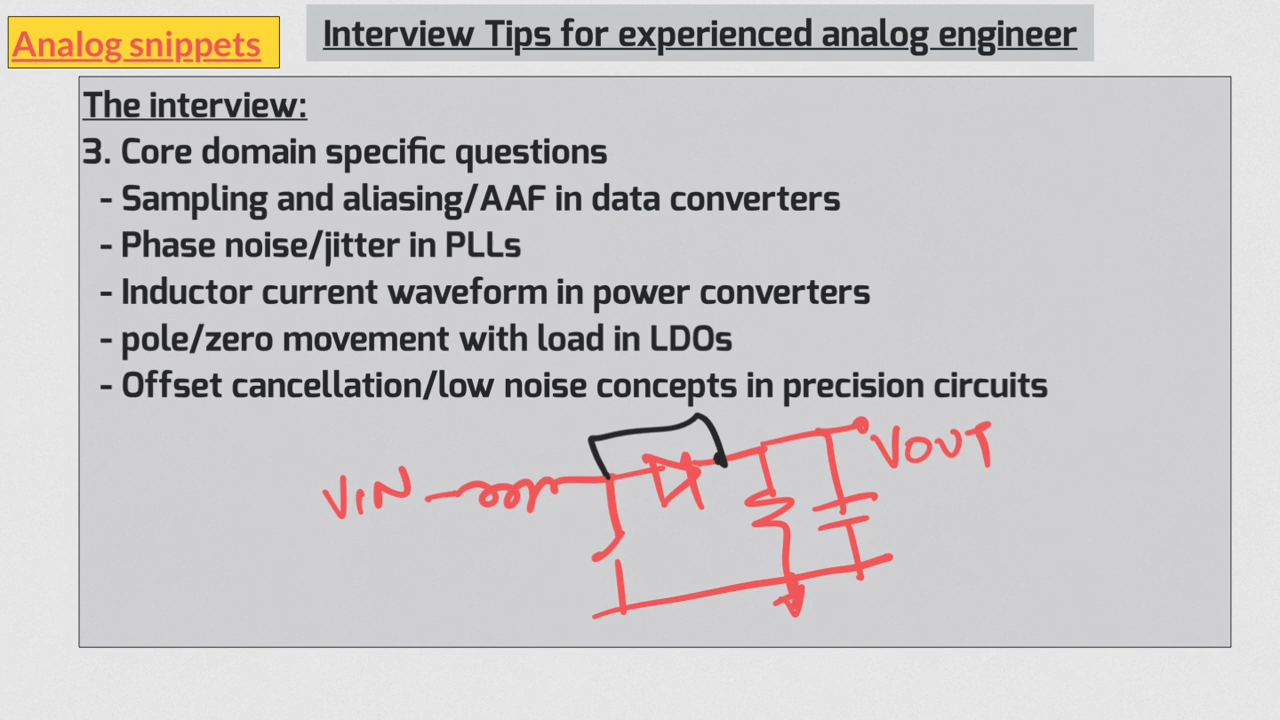 Analog snippets
Interview Tips for experienced analog engineer
The interview:
3. Core domain specific questions
- Sampling and aliasing/AAF in data converters
- Phase noise/jitter in PLLs
- Inductor current waveform in power converters
- pole/zero movement with load in LDOs
- Offset cancellation/low noise concepts in precision circuits
VIN
VOUT